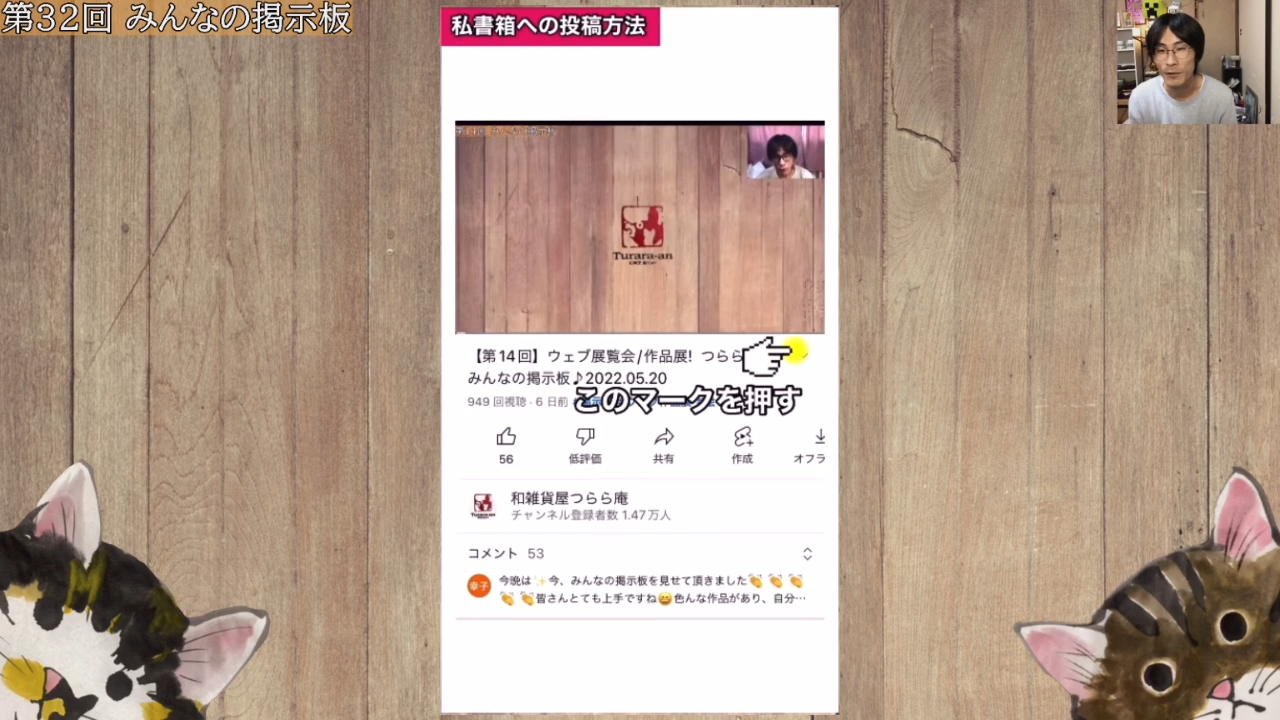 第32回 みんなの掲示板
私書箱への投稿方法
Turara-an
【第14回】ウェブ展覧会/作品展! つらら
みんなの掲示板♪2022.05.20
949 回視聴 · 6 日前
このマークを押す
56
低評価
共有
作成
オフラ
和雑貨屋つらら庵
チャンネル登録者数 1.47万人
コメント 53
幸子
今晩は✨今、みんなの掲示板を見せて頂きました👏👏👏
👏👏皆さんとても上手ですね😄色んな作品があり、自分…